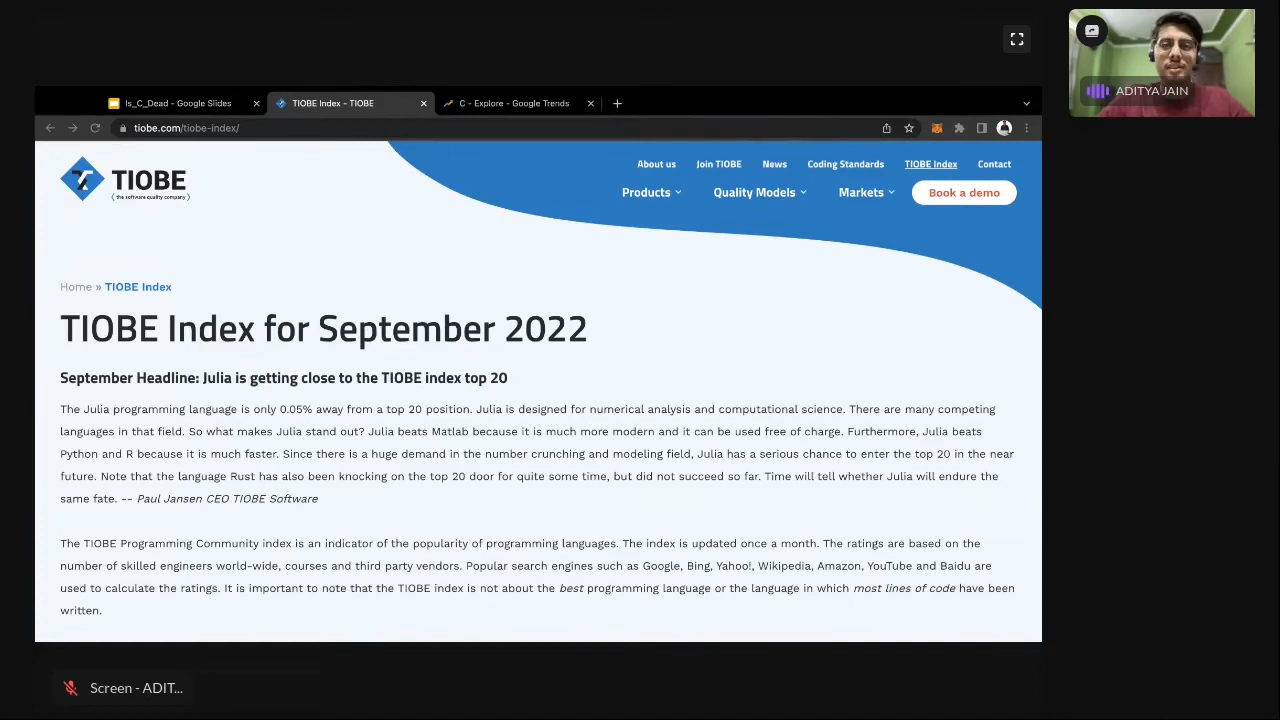 Is_C_Dead - Google Slides
TIOBE Index - TIOBE
C - Explore - Google Trends
tiobe.com/tiobe-index/
ADITYA JAIN
TIOBE
(the software quality company)
About us
Join TIOBE
News
Coding Standards
TIOBE Index
Contact
Products
Quality Models
Markets
Book a demo
Home » TIOBE Index
TIOBE Index for September 2022
September Headline: Julia is getting close to the TIOBE index top 20
The Julia programming language is only 0.05% away from a top 20 position. Julia is designed for numerical analysis and computational science. There are many competing
languages in that field. So what makes Julia stand out? Julia beats Matlab because it is much more modern and it can be used free of charge. Furthermore, Julia beats
Python and R because it is much faster. Since there is a huge demand in the number crunching and modeling field, Julia has a serious chance to enter the top 20 in the near
future. Note that the language Rust has also been knocking on the top 20 door for quite some time, but did not succeed so far. Time will tell whether Julia will endure the
same fate. -- Paul Jansen CEO TIOBE Software
The TIOBE Programming Community index is an indicator of the popularity of programming languages. The index is updated once a month. The ratings are based on the
number of skilled engineers world-wide, courses and third party vendors. Popular search engines such as Google, Bing, Yahoo!, Wikipedia, Amazon, YouTube and Baidu are
used to calculate the ratings. It is important to note that the TIOBE index is not about the best programming language or the language in which most lines of code have been
written.
Screen - ADIT...